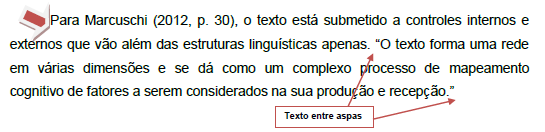 Para Marcuschi (2012, p. 30), o texto está submetido a controles internos e
externos que vão além das estruturas linguísticas apenas. “O texto forma uma rede
em várias dimensões e se dá como um complexo processo de mapeamento
cognitivo de fatores a serem considerados na sua produção e recepção.”
Texto entre aspas